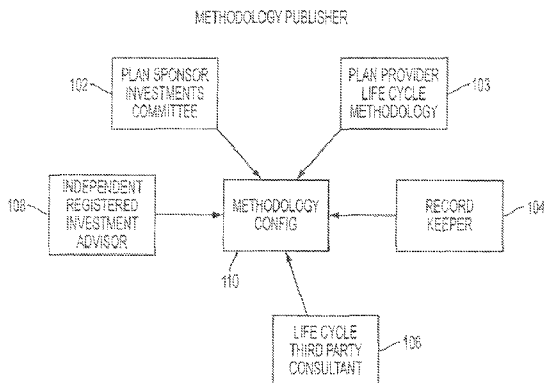 METHODOLOGY PUBLISHER
102
PLAN SPONSOR
INVESTMENTS
COMMITTEE
PLAN PROVIDER
LIFE CYCLE
METHODOLOGY
103
108
INDEPENDENT
REGISTERED
INVESTMENT
ADVISOR
METHODOLOGY
CONFIG
110
RECORD
KEEPER
104
LIFE CYCLE
THIRD PARTY
CONSULTANT
106